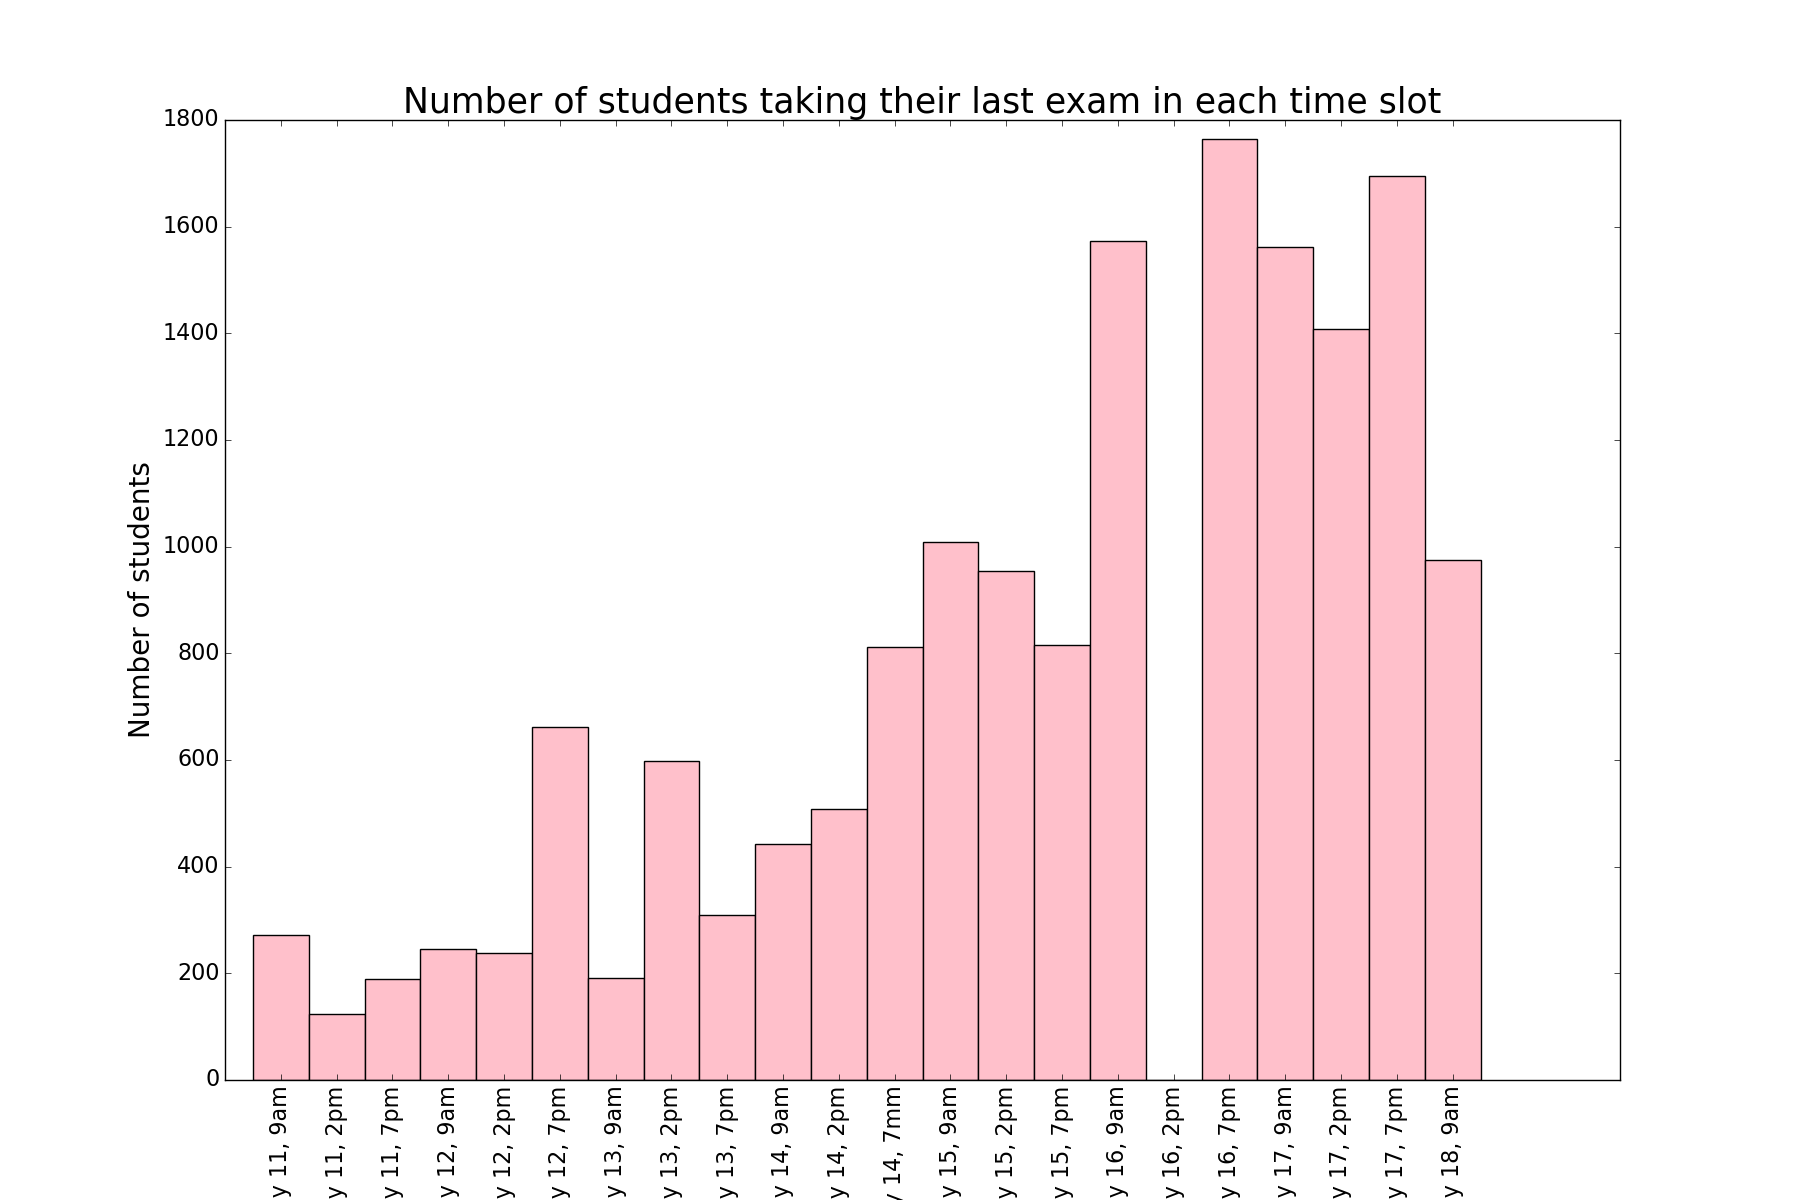 Number of students taking their last exam in each time slot
Number of students
1800
1600
1400
1200
1000
800
600
400
200
0
y 11, 9am
y 11, 2pm
y 11, 7pm
y 12, 9am
y 12, 2pm
y 12, 7pm
y 13, 9am
y 13, 2pm
y 13, 7pm
y 14, 9am
y 14, 2pm
y 14, 7mm
y 15, 9am
y 15, 2pm
y 15, 7pm
y 16, 9am
y 16, 2pm
y 16, 7pm
y 17, 9am
y 17, 2pm
y 17, 7pm
y 18, 9am